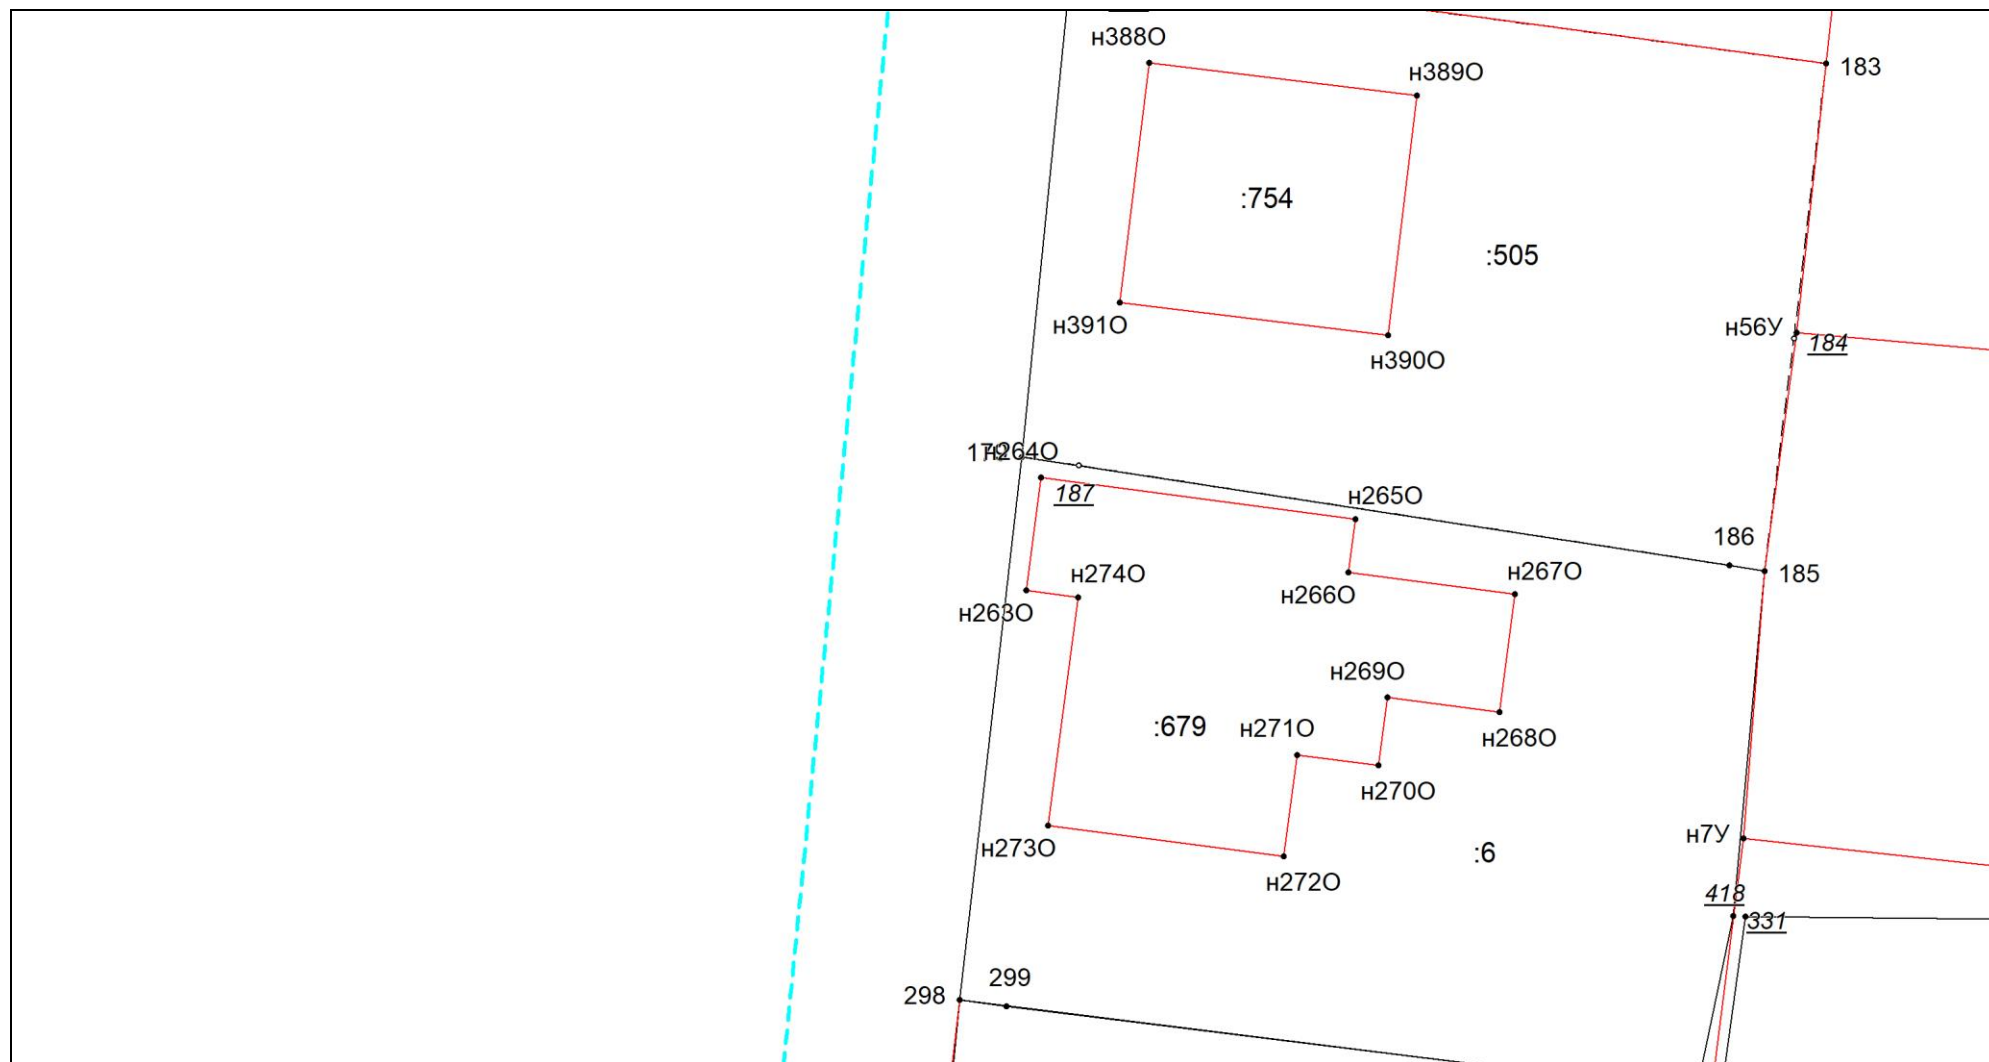 н388О
н389О
183
:754
:505
н56У
184
н391О
н390О
н264О
187
н265О
186
185
н274О
н267О
н266О
н263О
н269О
:679
н271О
н268О
н270О
н7У
н273О
:6
н272О
418
331
299
298